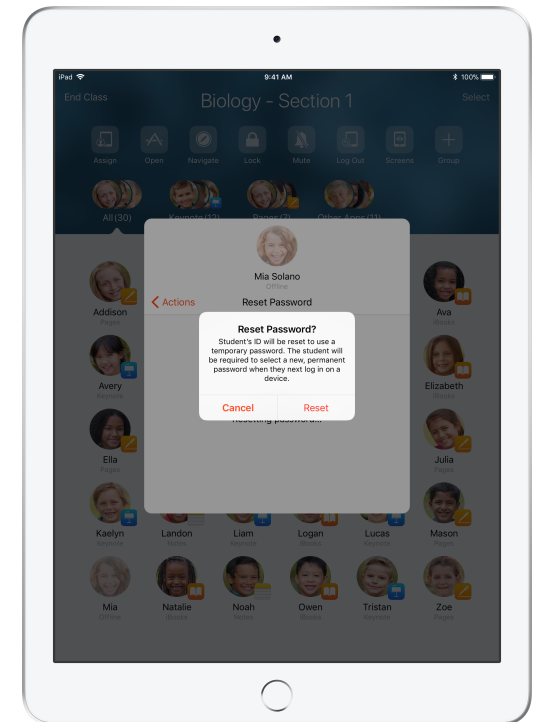 iPad 9:41 AM 100%
End Class Biology - Section 1 Select
Assign Open Navigate Lock Mute Log Out Screens Group
All (30) Keynote (13) Pages (7) Other Apps (11)
Mia Solano
Offline
Actions Reset Password
Addison Ava
Pages iBooks
Reset Password?
Student's ID will be reset to use a
temporary password. The student will
be required to select a new, permanent
password when they next log in on a
device.
Cancel Reset
Resetting password...
Avery Elizabeth
Keynote iBooks
Ella Julia
Pages Pages
Kaelyn Landon Liam Logan Lucas Mason
Keynote Notes Keynote iBooks Keynote Pages
Mia Natalie Noah Owen Tristan Zoe
Offline iBooks Notes iBooks Keynote Pages